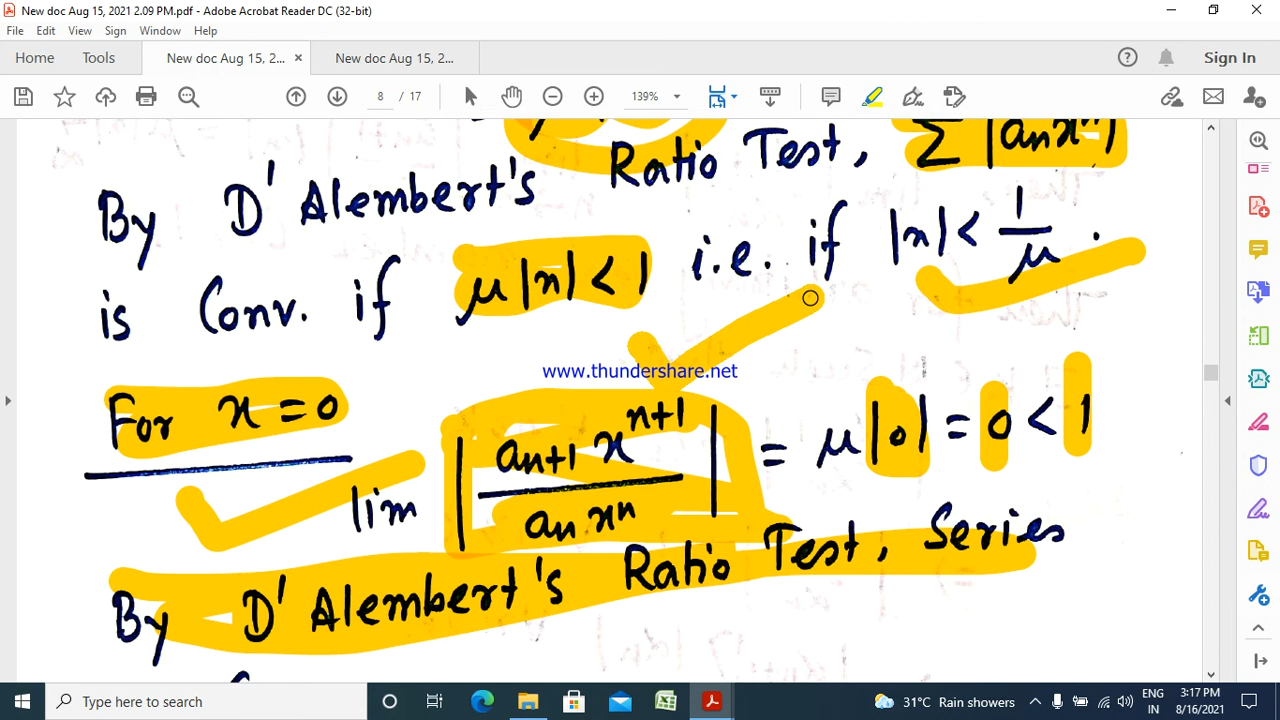 New doc Aug 15, 2021 2.09 PM.pdf - Adobe Acrobat Reader DC (32-bit)
File Edit View Sign Window Help
Home Tools New doc Aug 15, 2... × New doc Aug 15, 2... Sign In
8 / 17 139%
Σ |anxⁿ|
By D'Alembert's Ratio Test,
is Conv. if μ|x| < 1 i.e. if |x| < 1/μ .
www.thundershare.net
For x = 0
lim |an+1 xⁿ⁺¹ / an xⁿ| = μ|0| = 0 < 1
By D'Alembert's Ratio Test, Series
Type here to search
31°C Rain showers ENG IN 3:17 PM 8/16/2021